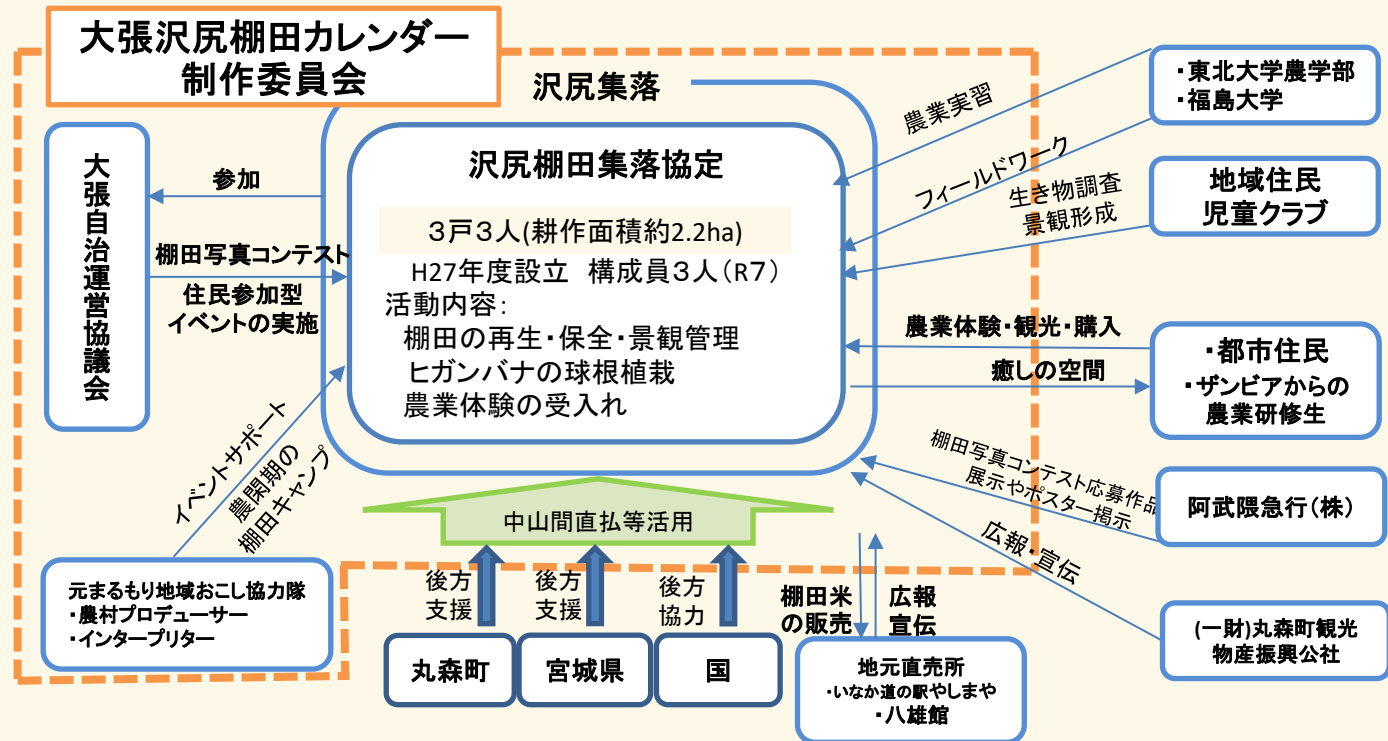 大張沢尻棚田カレンダー
制作委員会
沢尻集落
沢尻棚田集落協定
3戸3人(耕作面積約2.2ha)
H27年度設立　構成員3人(R7)
活動内容:
棚田の再生・保全・景観管理
ヒガンバナの球根植栽
農業体験の受入れ
大張自治運営協議会
参加
棚田写真コンテスト
住民参加型
イベントの実施
イベントサポート
農閑期の
棚田キャンプ
元まるもり地域おこし協力隊
・農村プロデューサー
・インタープリター
中山間直払等活用
後方
支援
後方
支援
後方
協力
丸森町
宮城県
国
棚田米
の販売
広報
宣伝
地元直売所
・いなか道の駅やしまや
・八雄館
農業実習
フィールドワーク
・東北大学農学部
・福島大学
生き物調査
景観形成
地域住民
児童クラブ
農業体験・観光・購入
癒しの空間
・都市住民
・ザンビアからの
農業研修生
棚田写真コンテスト応募作品
展示やポスター掲示
阿武隈急行(株)
広報・宣伝
(一財)丸森町観光
物産振興公社